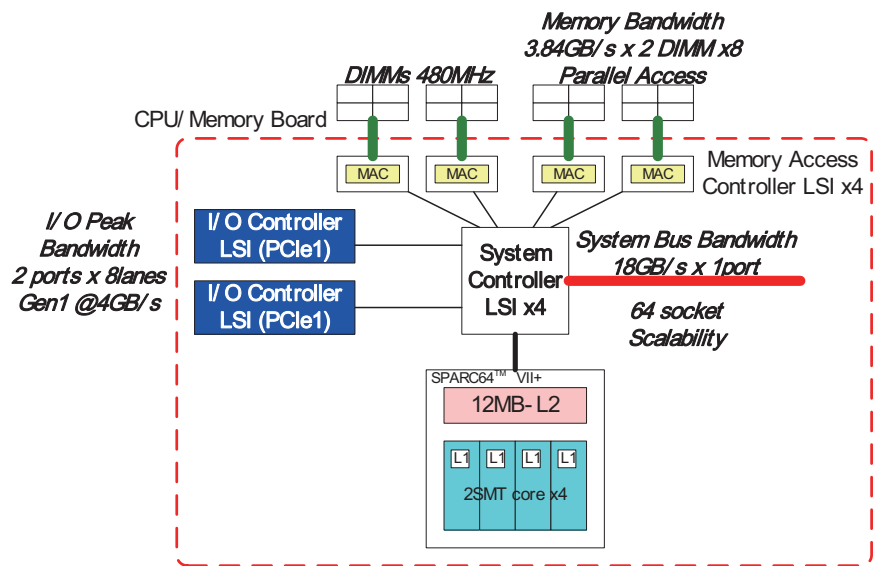 Memory Bandwidth
3.84GB/s x 2 DIMM x8
Parallel Access
DIMMs 480MHz
CPU/ Memory Board
MAC
MAC
MAC
MAC
Memory Access
Controller LSI x4
I/O Peak
Bandwidth
2 ports x 8lanes
Gen1 @4GB/s
I/O Controller
LSI (PCIe1)
I/O Controller
LSI (PCIe1)
System
Controller
LSI x4
System Bus Bandwidth
18GB/s x 1port
64 socket
Scalability
SPARC64™ VII+
12MB- L2
L1
L1
L1
L1
2SMT core x4